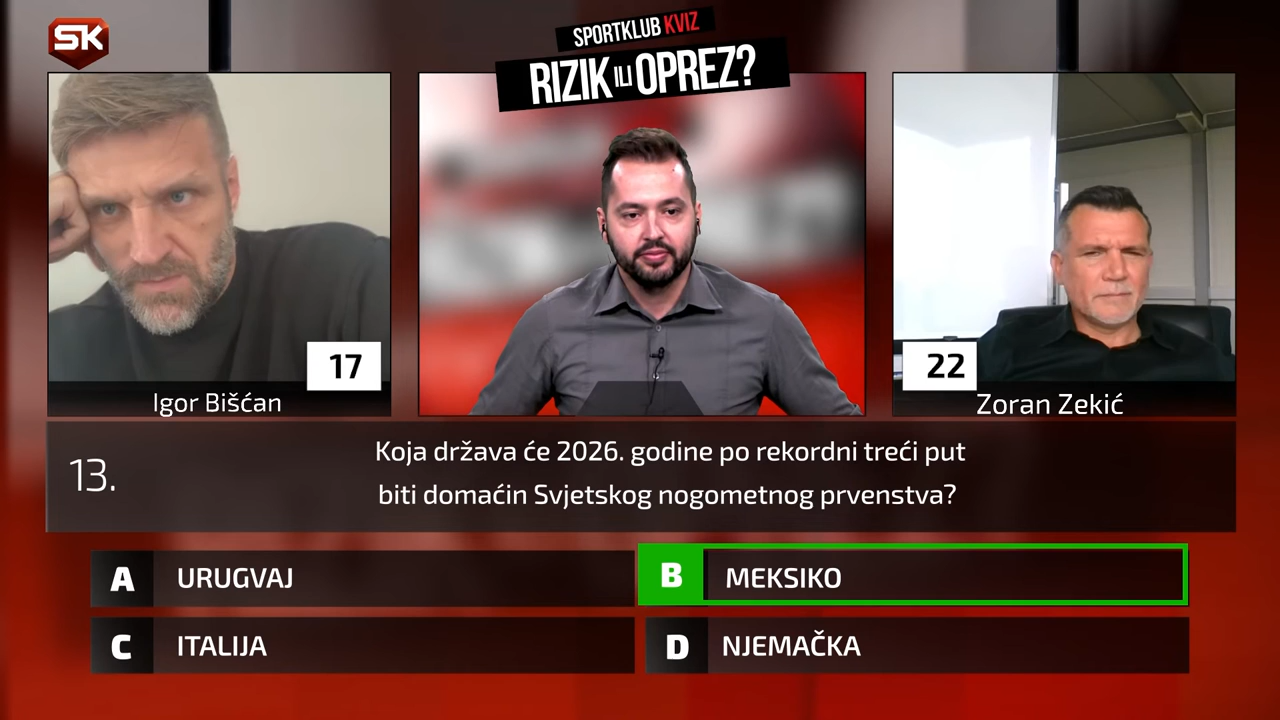 SK
SPORTKLUB KVIZ
RIZIK ILI OPREZ?
17
Igor Bišćan
22
Zoran Zekić
13.
Koja država će 2026. godine po rekordni treći put
biti domaćin Svjetskog nogometnog prvenstva?
A URUGVAJ
B MEKSIKO
C ITALIJA
D NJEMAČKA